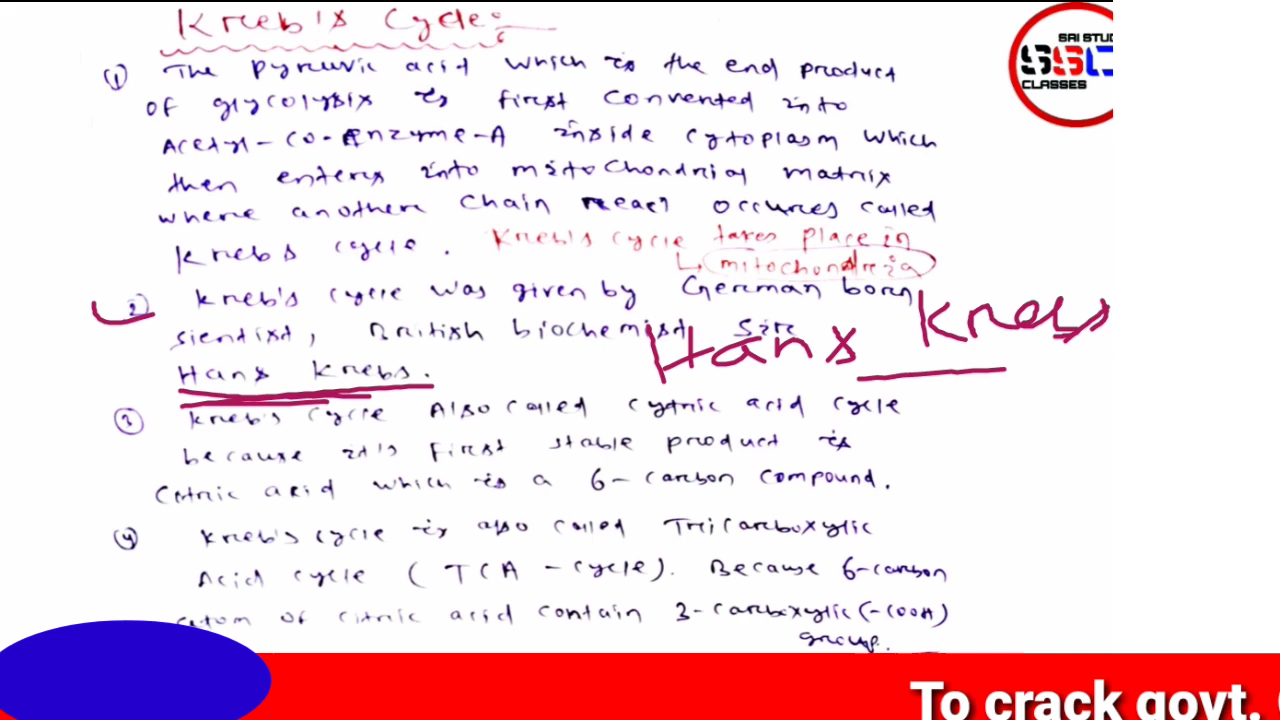 Kreb's Cycle:
① The pyruvic acid which is the end product
of glycolysis is first converted into
Acetyl-co-Enzyme-A inside cytoplasm which
then enters into mitochondrial matrix
where another chain react occures called
Krebs cycle. Kreb's cycle takes place in
↳ mitochondria
② Kreb's cycle was given by German born
sientist, British biochemist Sir
Hans Krebs.
Hans Krebs
③ Kreb's cycle Also called cytric acid cycle
because it's First stable product is
Citric acid which is a 6-carbon compound.
④ Kreb's cycle is also called Tricarboxylic
Acid cycle (TCA-cycle). Because 6-carbon
atom of citric acid contain 3-carboxylic (-COOH)
group.
SRI STUD
SSC
CLASSES
To crack govt.